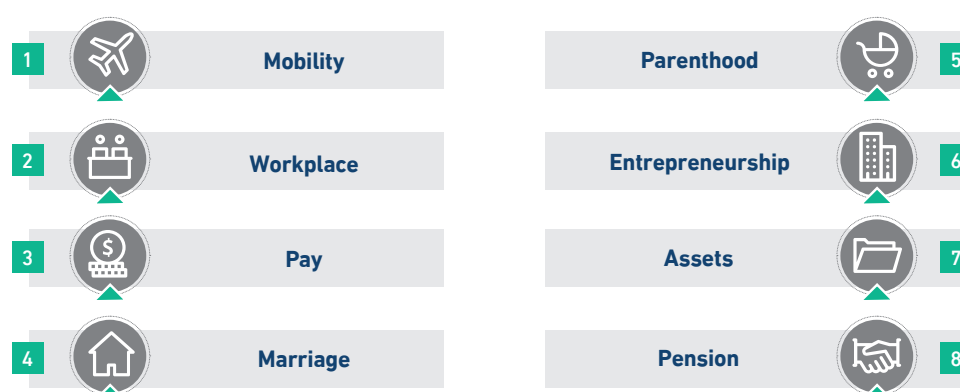 1 Mobility
2 Workplace
3 Pay
$
4 Marriage
Parenthood 5
Entrepreneurship 6
Assets 7
Pension 8